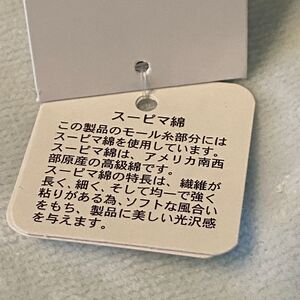 スーピマ綿
この製品のモール糸部分には
スーピマ綿を使用しています。
スーピマ綿は、アメリカ南西
部原産の高級綿です。
スーピマ綿の特長は、繊維が
長く、細く、そして均一で強く
粘りがある為、ソフトな風合い
をもち、製品に美しい光沢感
を与えます。